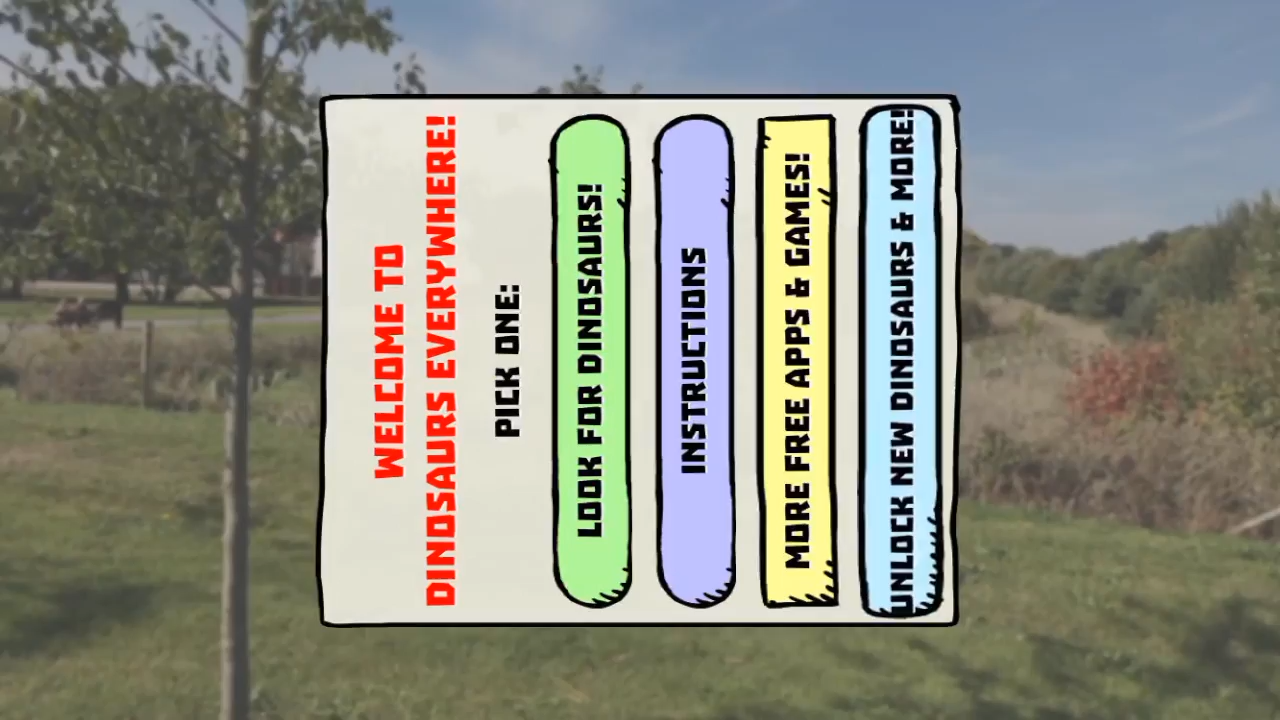 WELCOME TO
DINOSAURS EVERYWHERE!
PICK ONE:
LOOK FOR DINOSAURS!
INSTRUCTIONS
MORE FREE APPS & GAMES!
UNLOCK NEW DINOSAURS & MORE!